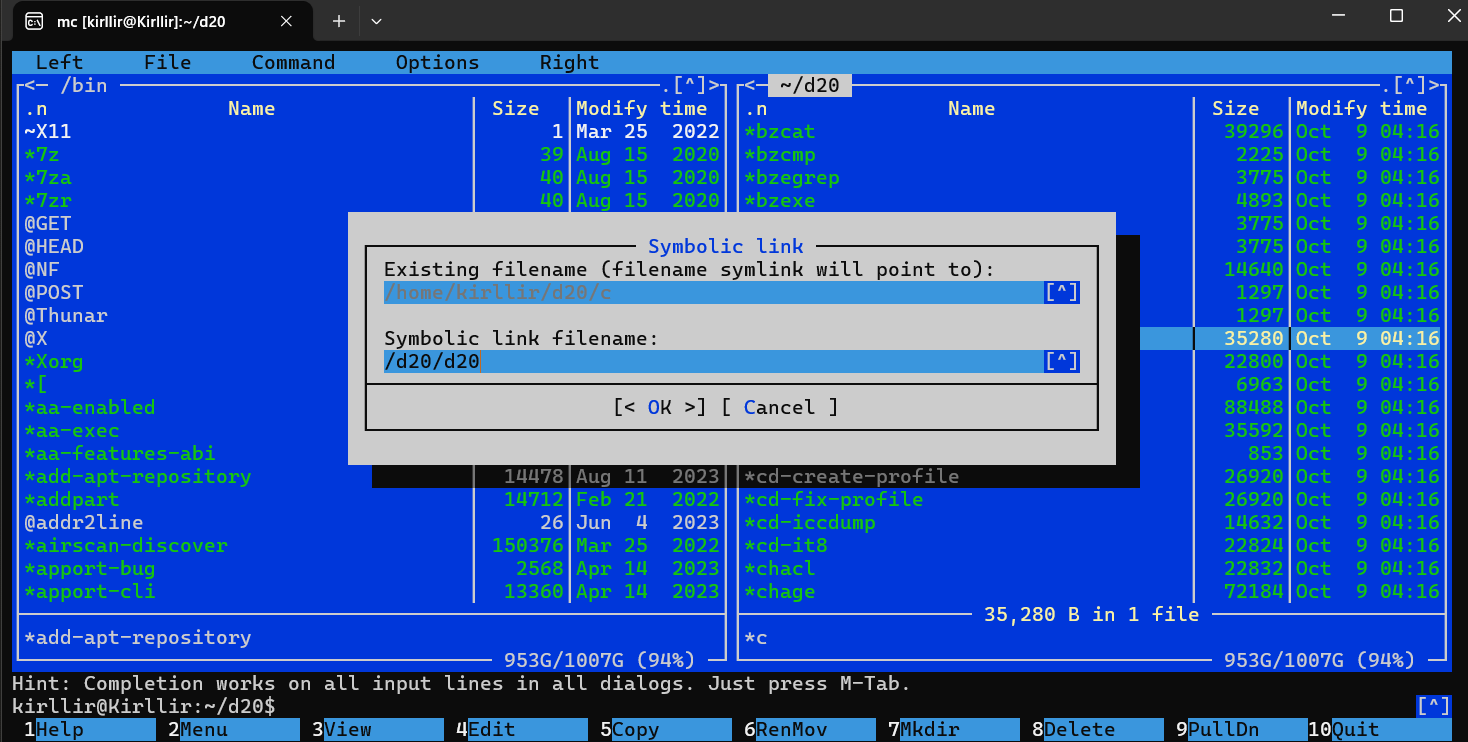 mc [kirllir@Kirllir]:~/d20
Left File Command Options Right
<- /bin .[^]> <- ~/d20 .[^]>
.n Name Size Modify time .n Name Size Modify time
~X11 1 Mar 25 2022 *bzcat 39296 Oct 9 04:16
*7z 39 Aug 15 2020 *bzcmp 2225 Oct 9 04:16
*7za 40 Aug 15 2020 *bzegrep 3775 Oct 9 04:16
*7zr 40 Aug 15 2020 *bzexe 4893 Oct 9 04:16
@GET 3775 Oct 9 04:16
@HEAD Symbolic link 3775 Oct 9 04:16
@NF Existing filename (filename symlink will point to): 14640 Oct 9 04:16
@POST /home/kirllir/d20/c [^] 1297 Oct 9 04:16
@Thunar 1297 Oct 9 04:16
@X Symbolic link filename: 35280 Oct 9 04:16
*Xorg /d20/d20 [^] 22800 Oct 9 04:16
*[ 6963 Oct 9 04:16
*aa-enabled [< OK >] [ Cancel ] 88488 Oct 9 04:16
*aa-exec 35592 Oct 9 04:16
*aa-features-abi 853 Oct 9 04:16
*add-apt-repository 14478 Aug 11 2023 *cd-create-profile 26920 Oct 9 04:16
*addpart 14712 Feb 21 2022 *cd-fix-profile 26920 Oct 9 04:16
@addr2line 26 Jun 4 2023 *cd-iccdump 14632 Oct 9 04:16
*airscan-discover 150376 Mar 25 2022 *cd-it8 22824 Oct 9 04:16
*apport-bug 2568 Apr 14 2023 *chacl 22832 Oct 9 04:16
*apport-cli 13360 Apr 14 2023 *chage 72184 Oct 9 04:16
35,280 B in 1 file
*add-apt-repository *c
953G/1007G (94%) 953G/1007G (94%)
Hint: Completion works on all input lines in all dialogs. Just press M-Tab.
kirllir@Kirllir:~/d20$ [^]
1Help 2Menu 3View 4Edit 5Copy 6RenMov 7Mkdir 8Delete 9PullDn 10Quit